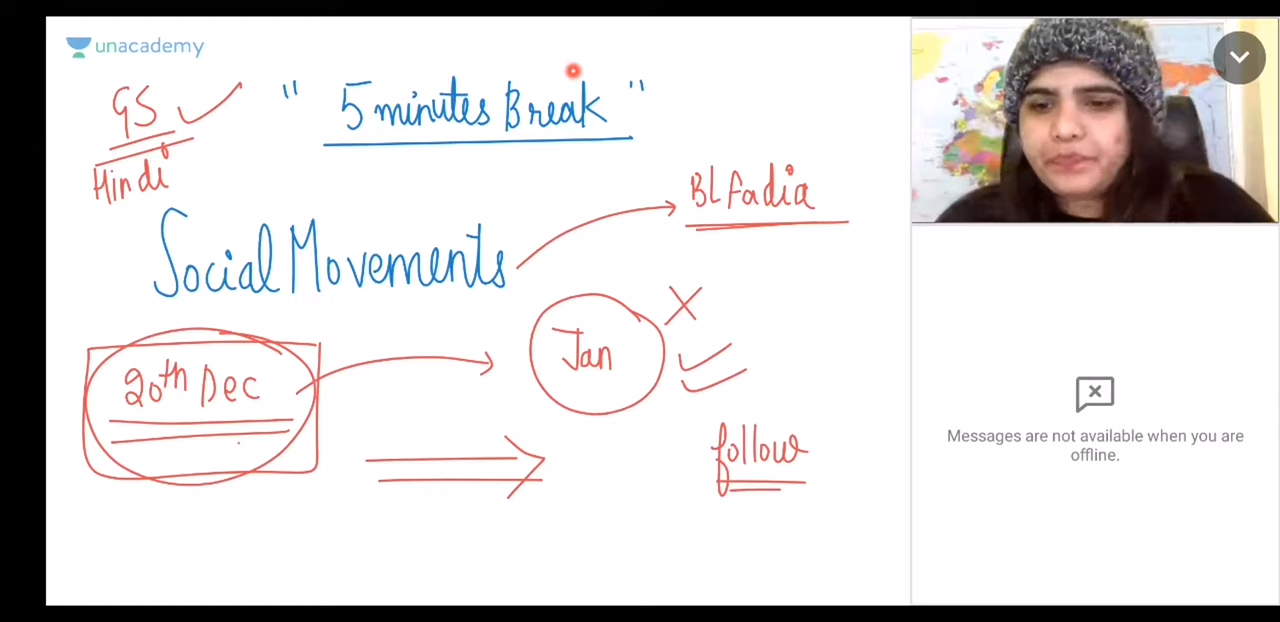 unacademy
GS
Hindi
" 5 minutes Break "
BL Fadia
Social Movements
20th Dec
Jan
follow
Messages are not available when you are
offline.